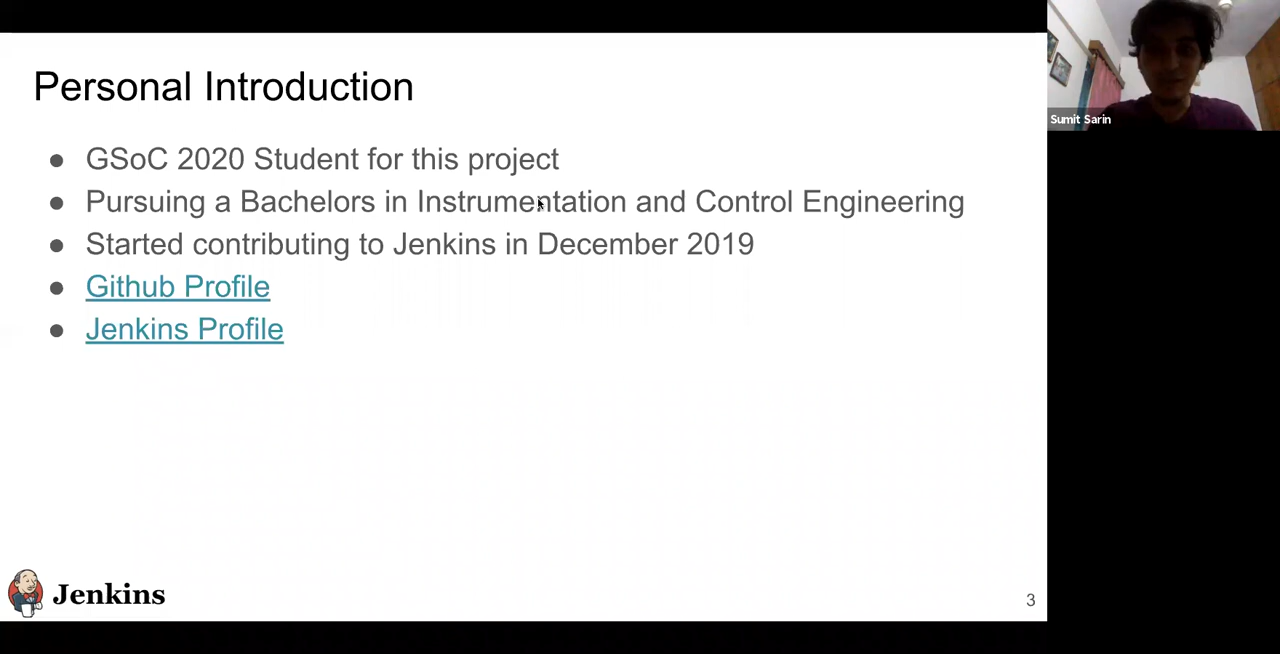 Personal Introduction
● GSoC 2020 Student for this project
● Pursuing a Bachelors in Instrumentation and Control Engineering
● Started contributing to Jenkins in December 2019
● Github Profile
● Jenkins Profile
Jenkins
3
Sumit Sarin